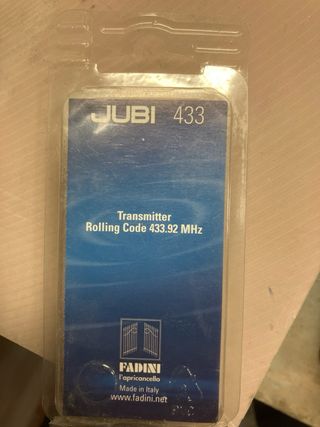 JUBI 433
Transmitter
Rolling Code 433.92 MHz
FADINI
l'apricancello
Made in Italy
www.fadini.net